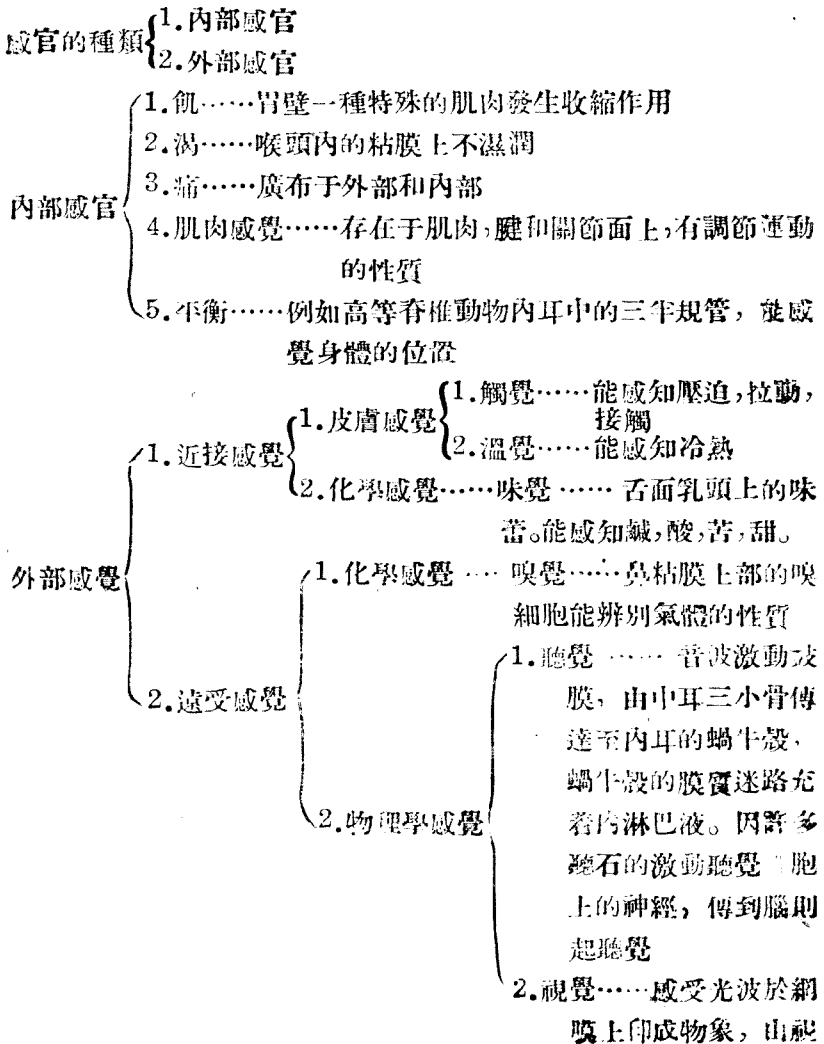 感官的種類
1.內部感官
2.外部感官
內部感官
1.飢……胃壁一種特殊的肌肉發生收縮作用
2.渴……喉頭內的粘膜上不濕潤
3.痛……廣布于外部和內部
4.肌肉感覺……存在于肌肉,腱和關節面上,有調節運動
的性質
5.平衡……例如高等脊椎動物內耳中的三半規管,能感
覺身體的位置
外部感覺
1.近接感覺
1.皮膚感覺
1.觸覺……能感知壓迫,拉動,
接觸
2.溫覺……能感知冷熱
2.化學感覺……味覺……舌面乳頭上的味
蕾。能感知鹹,酸,苦,甜。
2.遠受感覺
1.化學感覺……嗅覺……鼻粘膜上部的嗅
細胞能辨別氣體的性質
2.物理學感覺
1.聽覺……音波激動鼓
膜,由中耳三小骨傳
達至內耳的蝸牛殼,
蝸牛殼的膜質迷路充
着內淋巴液。因許多
聽石的激動聽覺 胞
上的神經,傳到腦則
起聽覺
2.視覺……感受光波於網
膜上印成物象,由視